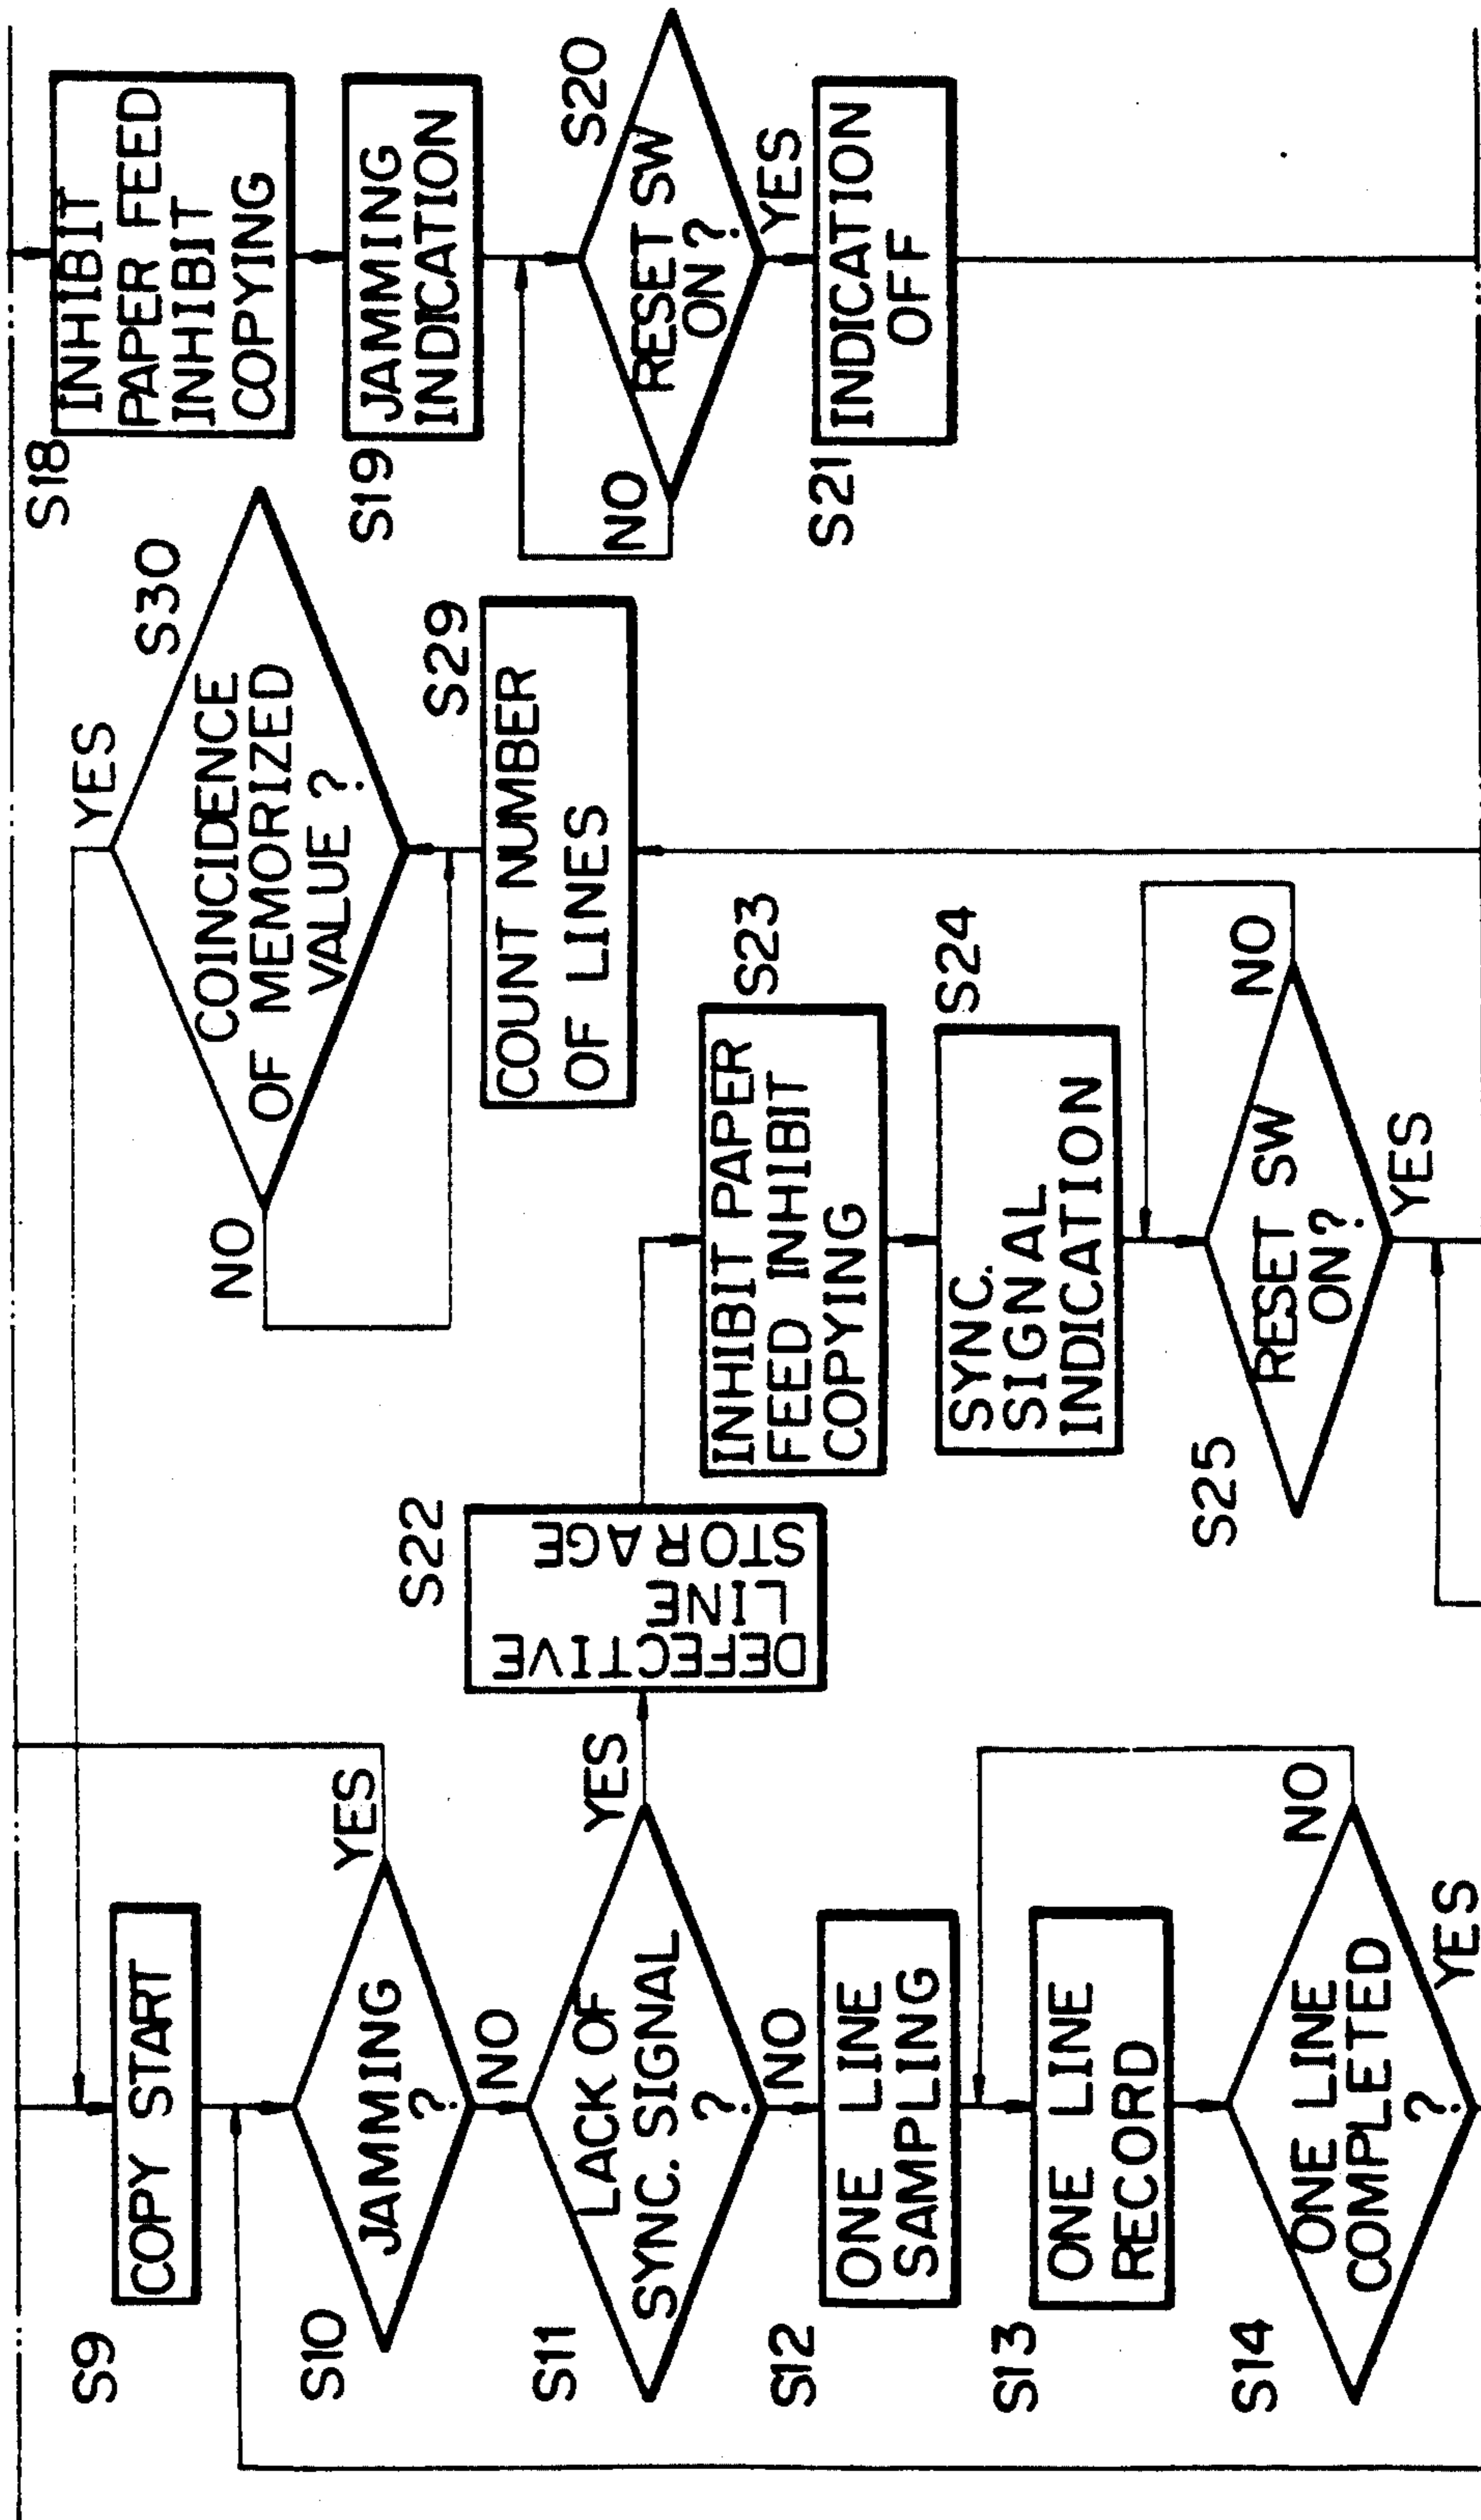 S9
COPY START
S10
JAMMING
?
YES
NO
S11
LACK OF
SYNC. SIGNAL
?
YES
NO
S12
ONE LINE
SAMPLING
S13
ONE LINE
RECORD
S14
ONE LINE
COMPLETED
?
NO
YES
S22
DEFECTIVE
LINE
STORAGE
YES
S30
COINCIDENCE
OF MEMORIZED
VALUE ?
NO
S29
COUNT NUMBER
OF LINES
S23
INHIBIT PAPER
FEED INHIBIT
COPYING
S24
SYNC.
SIGNAL
INDICATION
S25
RESET SW
ON?
NO
YES
S18
INHIBIT
PAPER FEED
INHIBIT
COPYING
S19
JAMMING
INDICATION
S20
RESET SW
ON ?
NO
YES
S21
INDICATION
OFF